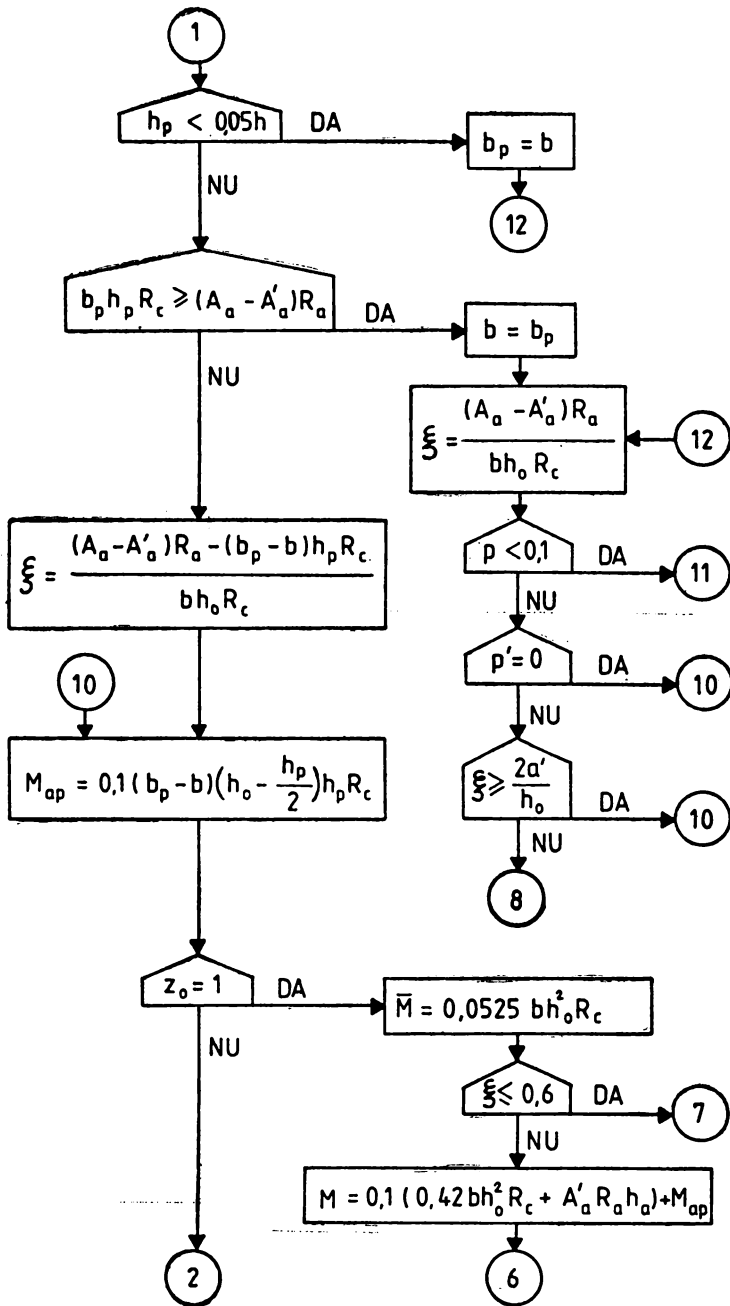 1
h_p < 0,05h DA
b_p = b
NU
12
b_p h_p R_c ⩾ (A_a - A'_a)R_a DA
b = b_p
NU
ξ = (A_a - A'_a)R_a / bh_o R_c
12
p < 0,1 DA
11
NU
ξ = (A_a - A'_a)R_a - (b_p - b)h_p R_c / bh_o R_c
p' = 0 DA
10
NU
10
M_ap = 0,1 (b_p - b)(h_o - h_p/2)h_p R_c
ξ ⩾ 2a'/h_o DA
10
NU
8
z_o = 1 DA
M̅ = 0,0525 bh²_o R_c
NU
ξ ⩽ 0,6 DA
7
NU
M = 0,1 (0,42 bh²_o R_c + A'_a R_a h_a) + M_ap
2
6